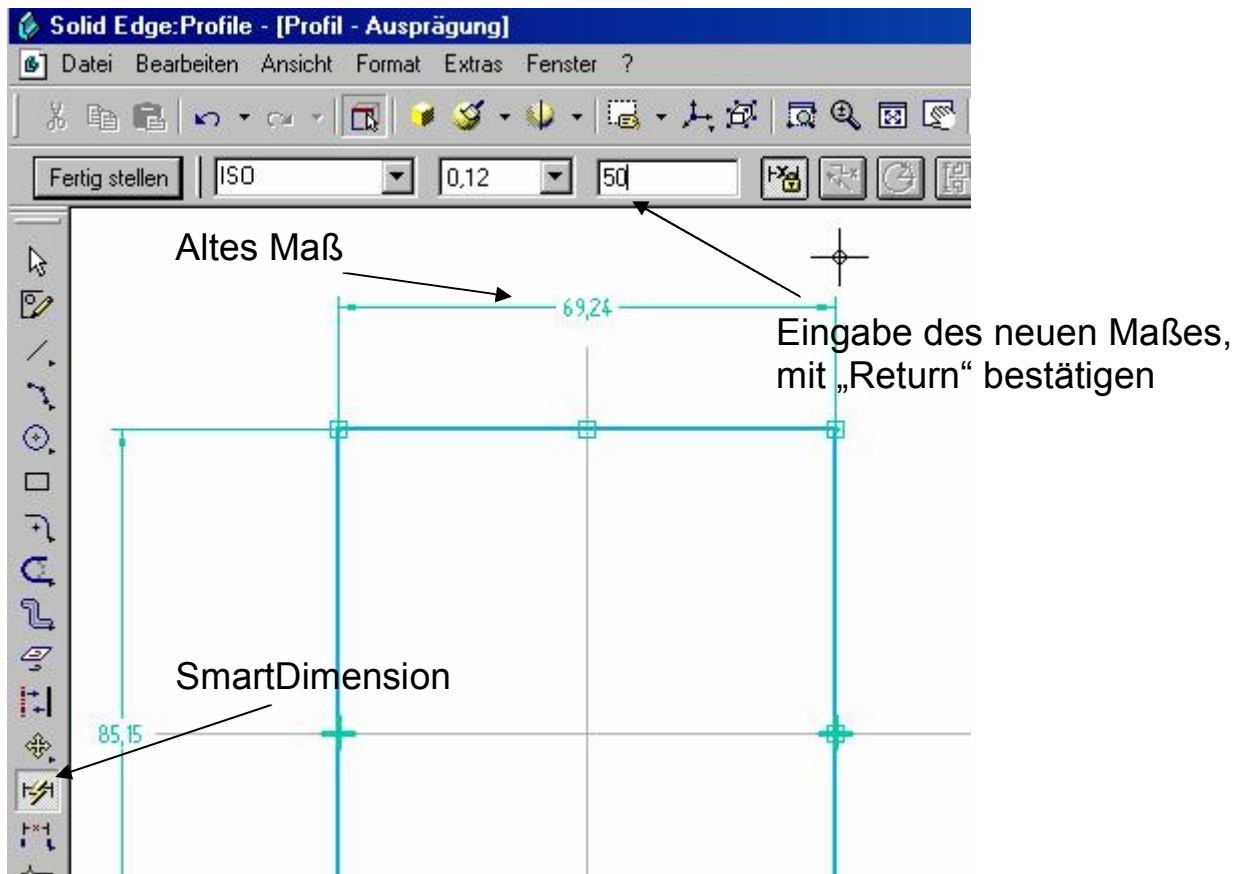 Solid Edge:Profile - [Profil - Ausprägung]
Datei Bearbeiten Ansicht Format Extras Fenster ?
Fertig stellen ISO 0,12 50
Altes Maß
69,24
Eingabe des neuen Maßes,
mit „Return“ bestätigen
SmartDimension
85,15